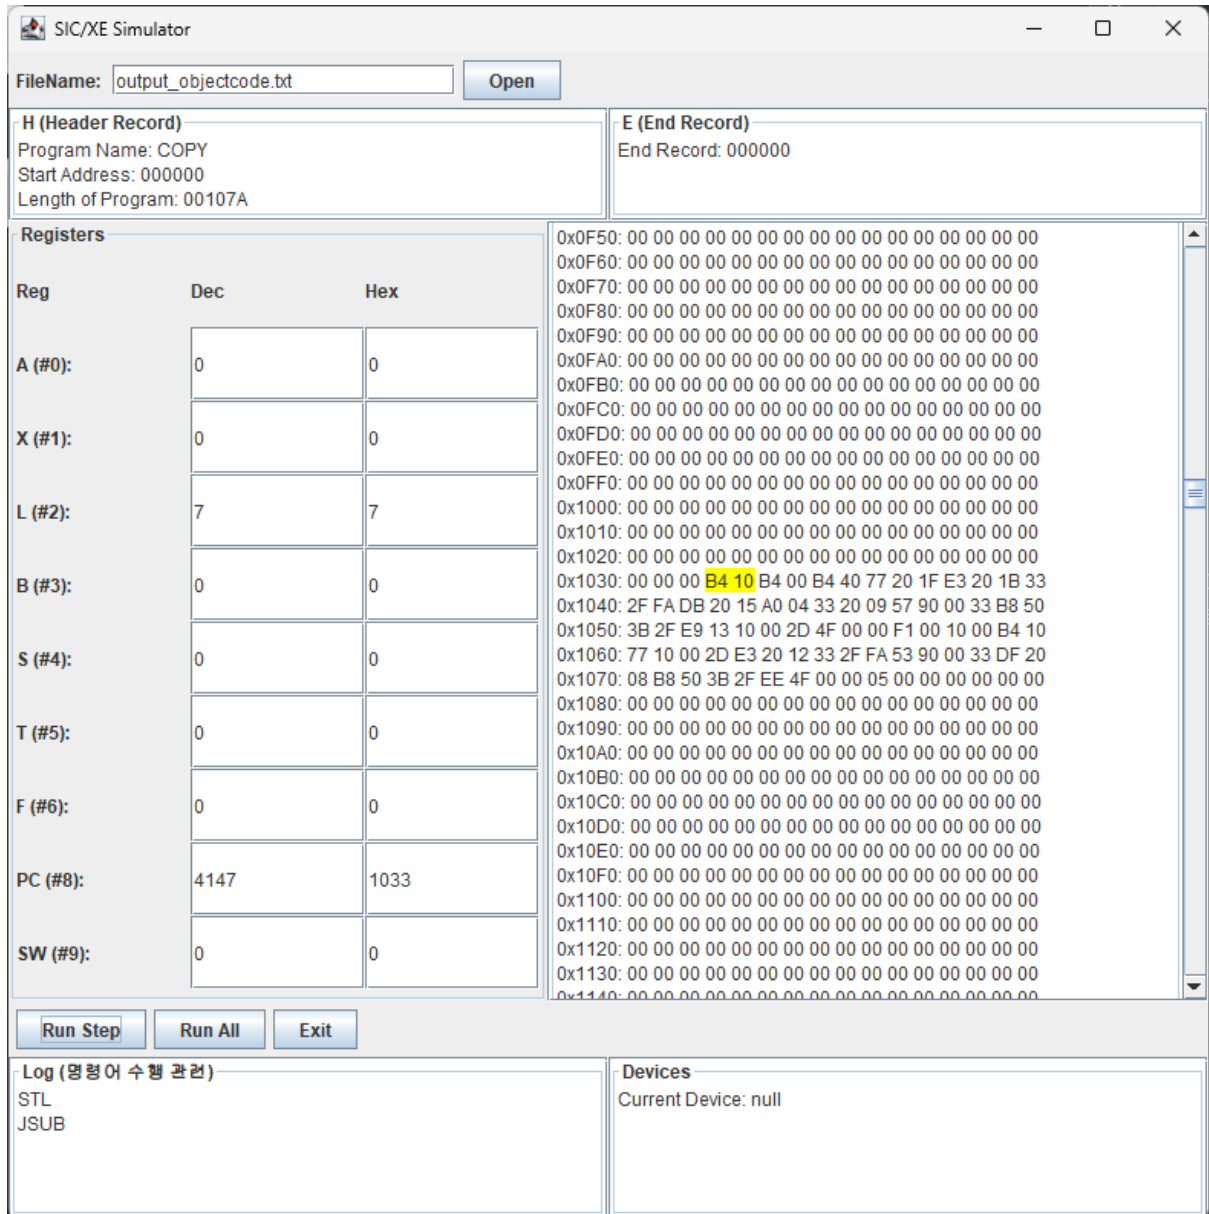 SIC/XE Simulator
FileName: output_objectcode.txt Open
H (Header Record)
Program Name: COPY
Start Address: 000000
Length of Program: 00107A
E (End Record)
End Record: 000000
Registers
Reg Dec Hex
A (#0): 0 0
X (#1): 0 0
L (#2): 7 7
B (#3): 0 0
S (#4): 0 0
T (#5): 0 0
F (#6): 0 0
PC (#8): 4147 1033
SW (#9): 0 0
0x0F50: 00 00 00 00 00 00 00 00 00 00 00 00 00 00 00 00
0x0F60: 00 00 00 00 00 00 00 00 00 00 00 00 00 00 00 00
0x0F70: 00 00 00 00 00 00 00 00 00 00 00 00 00 00 00 00
0x0F80: 00 00 00 00 00 00 00 00 00 00 00 00 00 00 00 00
0x0F90: 00 00 00 00 00 00 00 00 00 00 00 00 00 00 00 00
0x0FA0: 00 00 00 00 00 00 00 00 00 00 00 00 00 00 00 00
0x0FB0: 00 00 00 00 00 00 00 00 00 00 00 00 00 00 00 00
0x0FC0: 00 00 00 00 00 00 00 00 00 00 00 00 00 00 00 00
0x0FD0: 00 00 00 00 00 00 00 00 00 00 00 00 00 00 00 00
0x0FE0: 00 00 00 00 00 00 00 00 00 00 00 00 00 00 00 00
0x0FF0: 00 00 00 00 00 00 00 00 00 00 00 00 00 00 00 00
0x1000: 00 00 00 00 00 00 00 00 00 00 00 00 00 00 00 00
0x1010: 00 00 00 00 00 00 00 00 00 00 00 00 00 00 00 00
0x1020: 00 00 00 00 00 00 00 00 00 00 00 00 00 00 00 00
0x1030: 00 00 00 B4 10 B4 00 B4 40 77 20 1F E3 20 1B 33
0x1040: 2F FA DB 20 15 A0 04 33 20 09 57 90 00 33 B8 50
0x1050: 3B 2F E9 13 10 00 2D 4F 00 00 F1 00 10 00 B4 10
0x1060: 77 10 00 2D E3 20 12 33 2F FA 53 90 00 33 DF 20
0x1070: 08 B8 50 3B 2F EE 4F 00 00 05 00 00 00 00 00 00
0x1080: 00 00 00 00 00 00 00 00 00 00 00 00 00 00 00 00
0x1090: 00 00 00 00 00 00 00 00 00 00 00 00 00 00 00 00
0x10A0: 00 00 00 00 00 00 00 00 00 00 00 00 00 00 00 00
0x10B0: 00 00 00 00 00 00 00 00 00 00 00 00 00 00 00 00
0x10C0: 00 00 00 00 00 00 00 00 00 00 00 00 00 00 00 00
0x10D0: 00 00 00 00 00 00 00 00 00 00 00 00 00 00 00 00
0x10E0: 00 00 00 00 00 00 00 00 00 00 00 00 00 00 00 00
0x10F0: 00 00 00 00 00 00 00 00 00 00 00 00 00 00 00 00
0x1100: 00 00 00 00 00 00 00 00 00 00 00 00 00 00 00 00
0x1110: 00 00 00 00 00 00 00 00 00 00 00 00 00 00 00 00
0x1120: 00 00 00 00 00 00 00 00 00 00 00 00 00 00 00 00
0x1130: 00 00 00 00 00 00 00 00 00 00 00 00 00 00 00 00
0x1140: 00 00 00 00 00 00 00 00 00 00 00 00 00 00 00 00
Run Step Run All Exit
Log (명령어 수행 관련)
STL
JSUB
Devices
Current Device: null